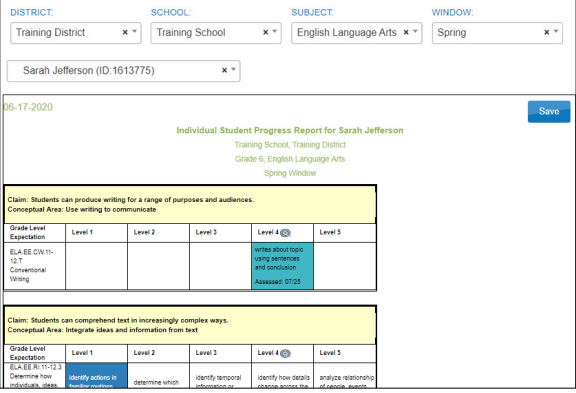 DISTRICT: SCHOOL: SUBJECT: WINDOW:
Training District × Training School × English Language Arts × Spring ×
Sarah Jefferson (ID:1613775) ×
06-17-2020
Save
Individual Student Progress Report for Sarah Jefferson
Training School, Training District
Grade 6, English Language Arts
Spring Window
Claim: Students can produce writing for a range of purposes and audiences.
Conceptual Area: Use writing to communicate
Grade Level
Expectation
Level 1 Level 2 Level 3 Level 4 Level 5
ELA.EE.CW.11-
12.T
Conventional
Writing
writes about topic
using sentences
and conclusion
Assessed: 07/25
Claim: Students can comprehend text in increasingly complex ways.
Conceptual Area: Integrate ideas and information from text
Grade Level
Expectation
Level 1 Level 2 Level 3 Level 4 Level 5
ELA.EE.RI.11-12.3
Determine how
individuals, ideas,
identify actions in
familiar routines
determine which
identify temporal
information or
identify how details
change across the
analyze relationship
of people, events,